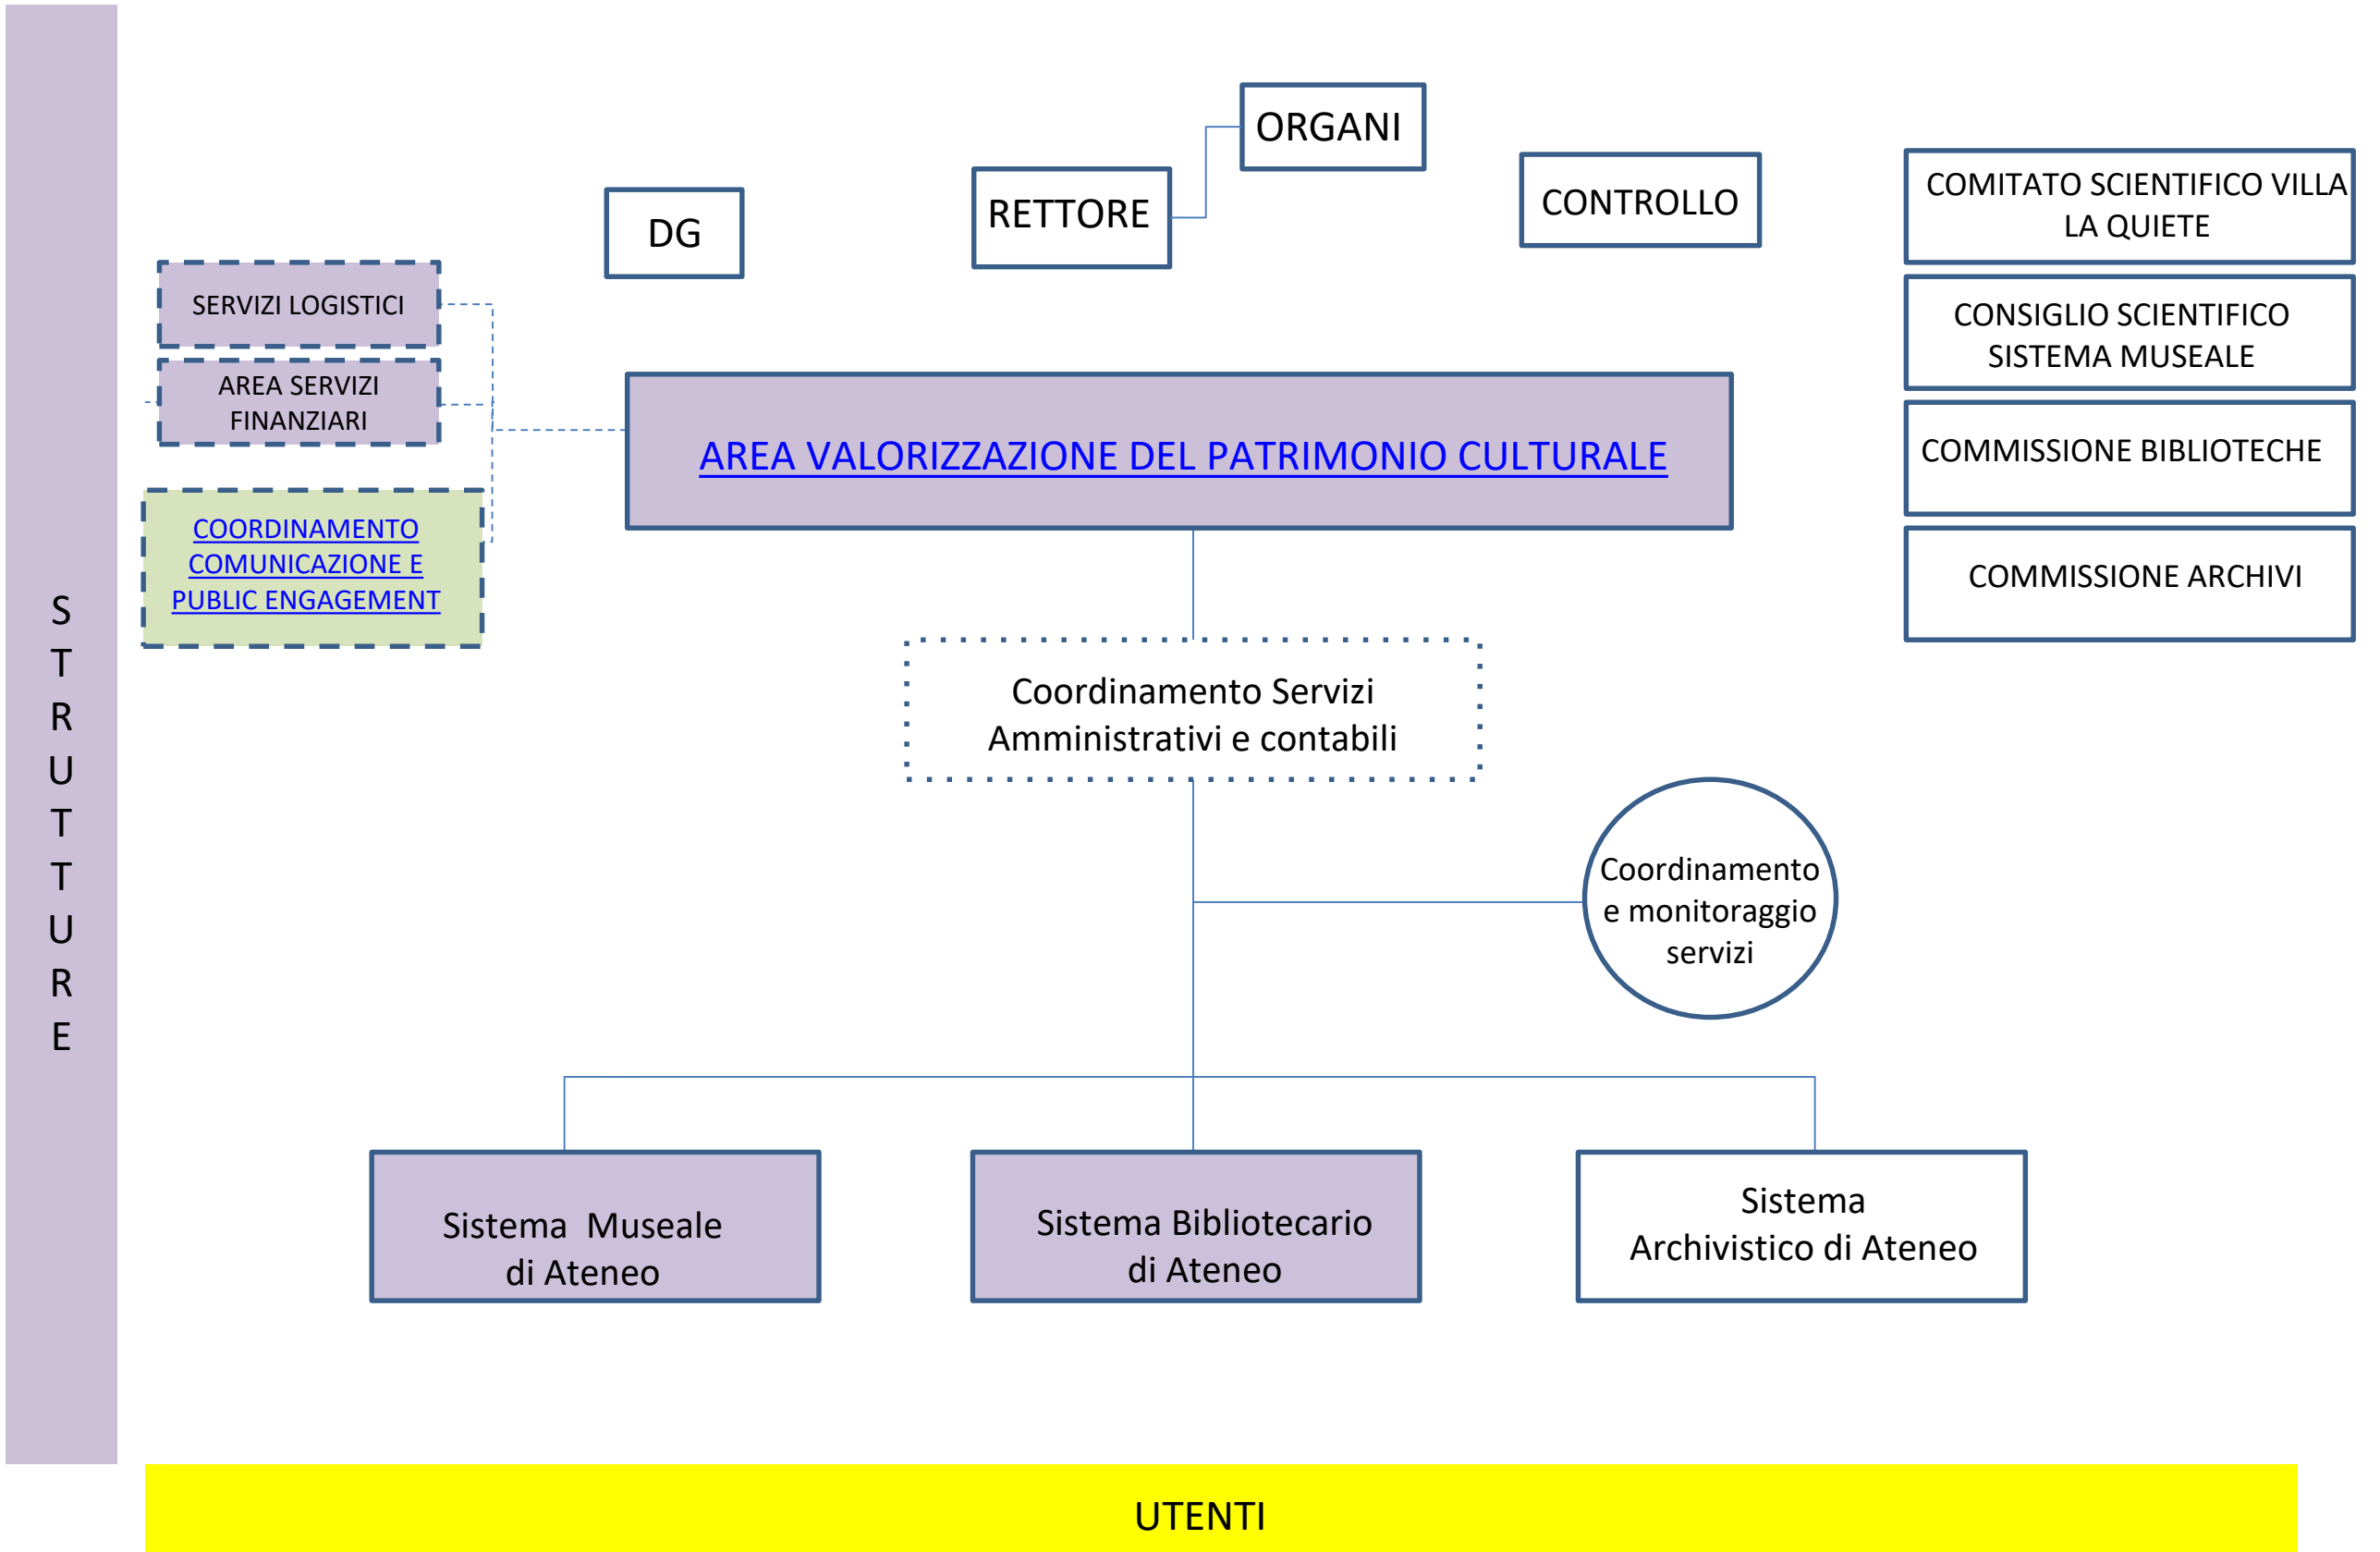 ORGANI
RETTORE
DG
CONTROLLO
COMITATO SCIENTIFICO VILLA
LA QUIETE
CONSIGLIO SCIENTIFICO
SISTEMA MUSEALE
COMMISSIONE BIBLIOTECHE
COMMISSIONE ARCHIVI
SERVIZI LOGISTICI
AREA SERVIZI
FINANZIARI
COORDINAMENTO
COMUNICAZIONE E
PUBLIC ENGAGEMENT
AREA VALORIZZAZIONE DEL PATRIMONIO CULTURALE
S
T
R
U
T
T
U
R
E
Coordinamento Servizi
Amministrativi e contabili
Coordinamento
e monitoraggio
servizi
Sistema Museale
di Ateneo
Sistema Bibliotecario
di Ateneo
Sistema
Archivistico di Ateneo
UTENTI